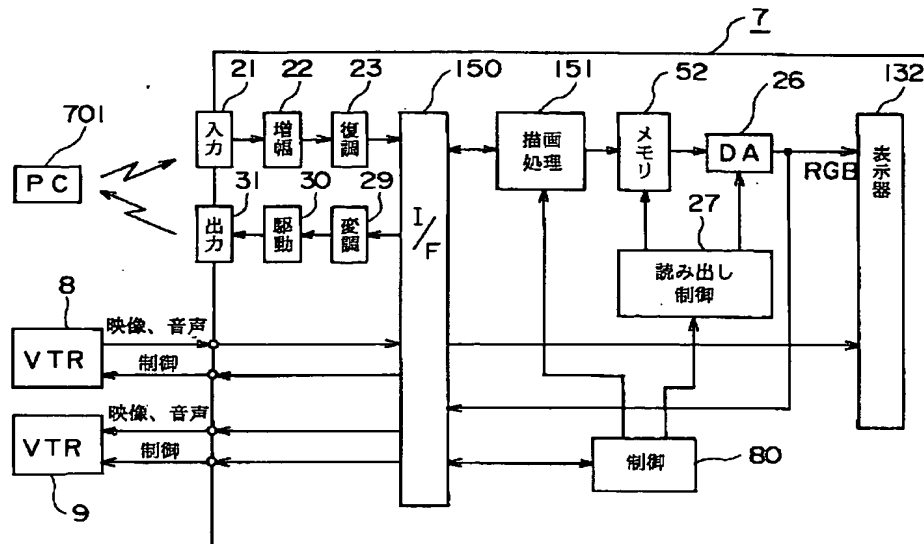 7
21
22
23
150
151
52
26
132
701
PC
入力
増幅
復調
描画
処理
メモリ
DA
RGB
表示器
31
30
29
27
出力
駆動
変調
I/F
読み出し
制御
8
VTR
映像、音声
制御
VTR
映像、音声
制御
9
制御
80